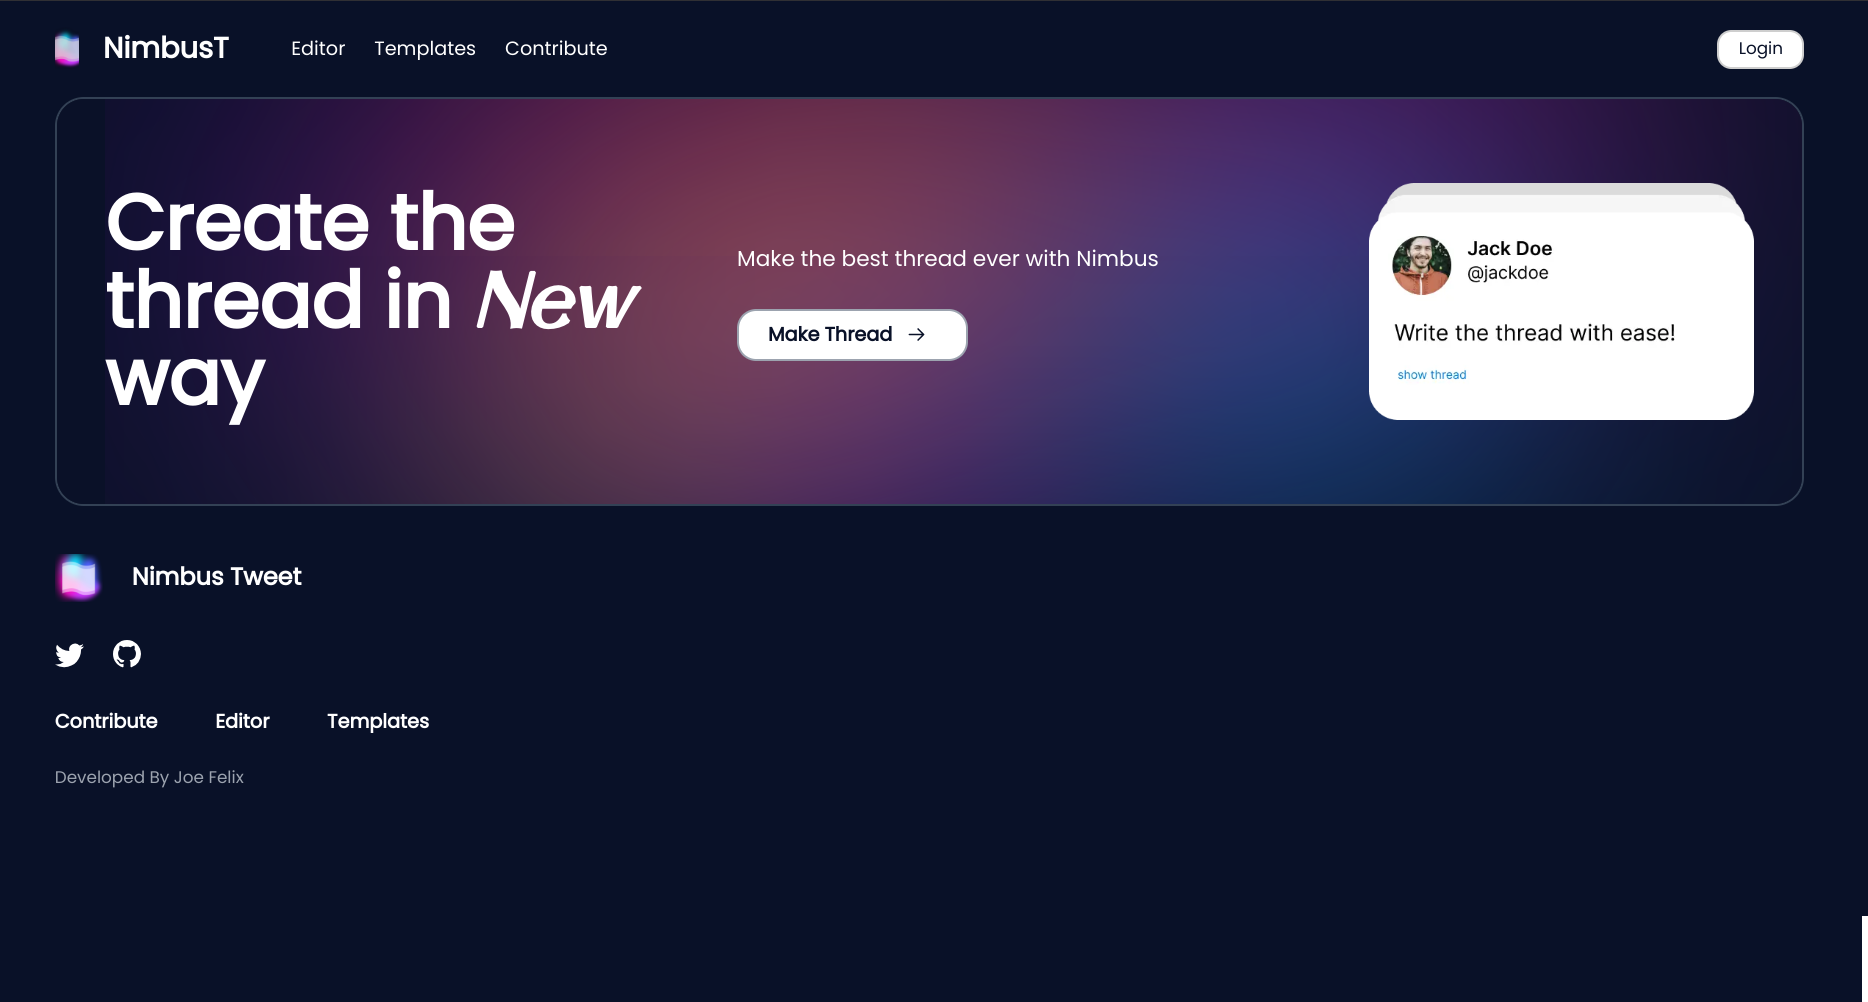 NimbusT
Editor
Templates
Contribute
Login
Create the
thread in New
way
Make the best thread ever with Nimbus
Make Thread →
Jack Doe
@jackdoe
Write the thread with ease!
show thread
Nimbus Tweet
Contribute
Editor
Templates
Developed By Joe Felix